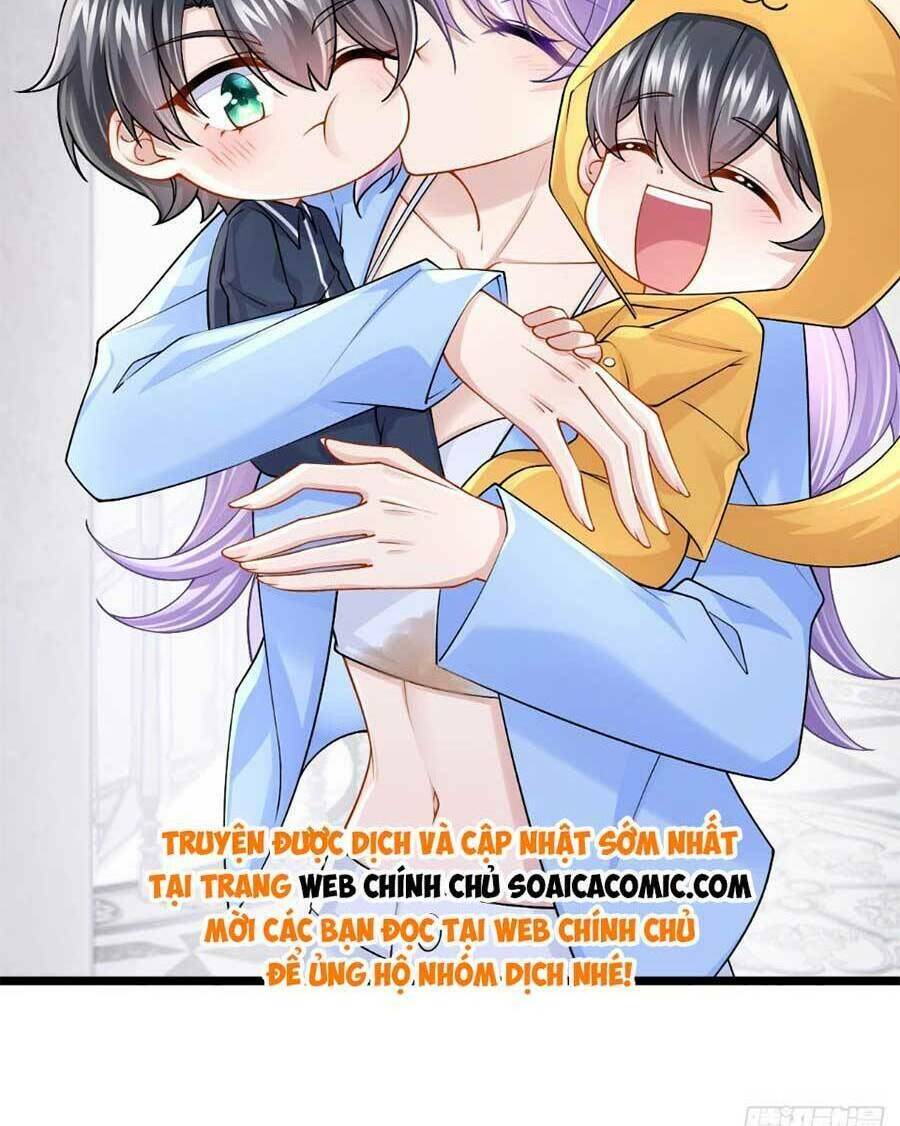 TRUYỆN ĐƯỢC DỊCH VÀ CẬP NHẬT SỚM NHẤT
TẠI TRANG WEB CHÍNH CHỦ SOAICACOMIC.COM
MỜI CÁC BẠN ĐỌC TẠI WEB CHÍNH CHỦ
ĐỂ ỦNG HỘ NHÓM DỊCH NHÉ!